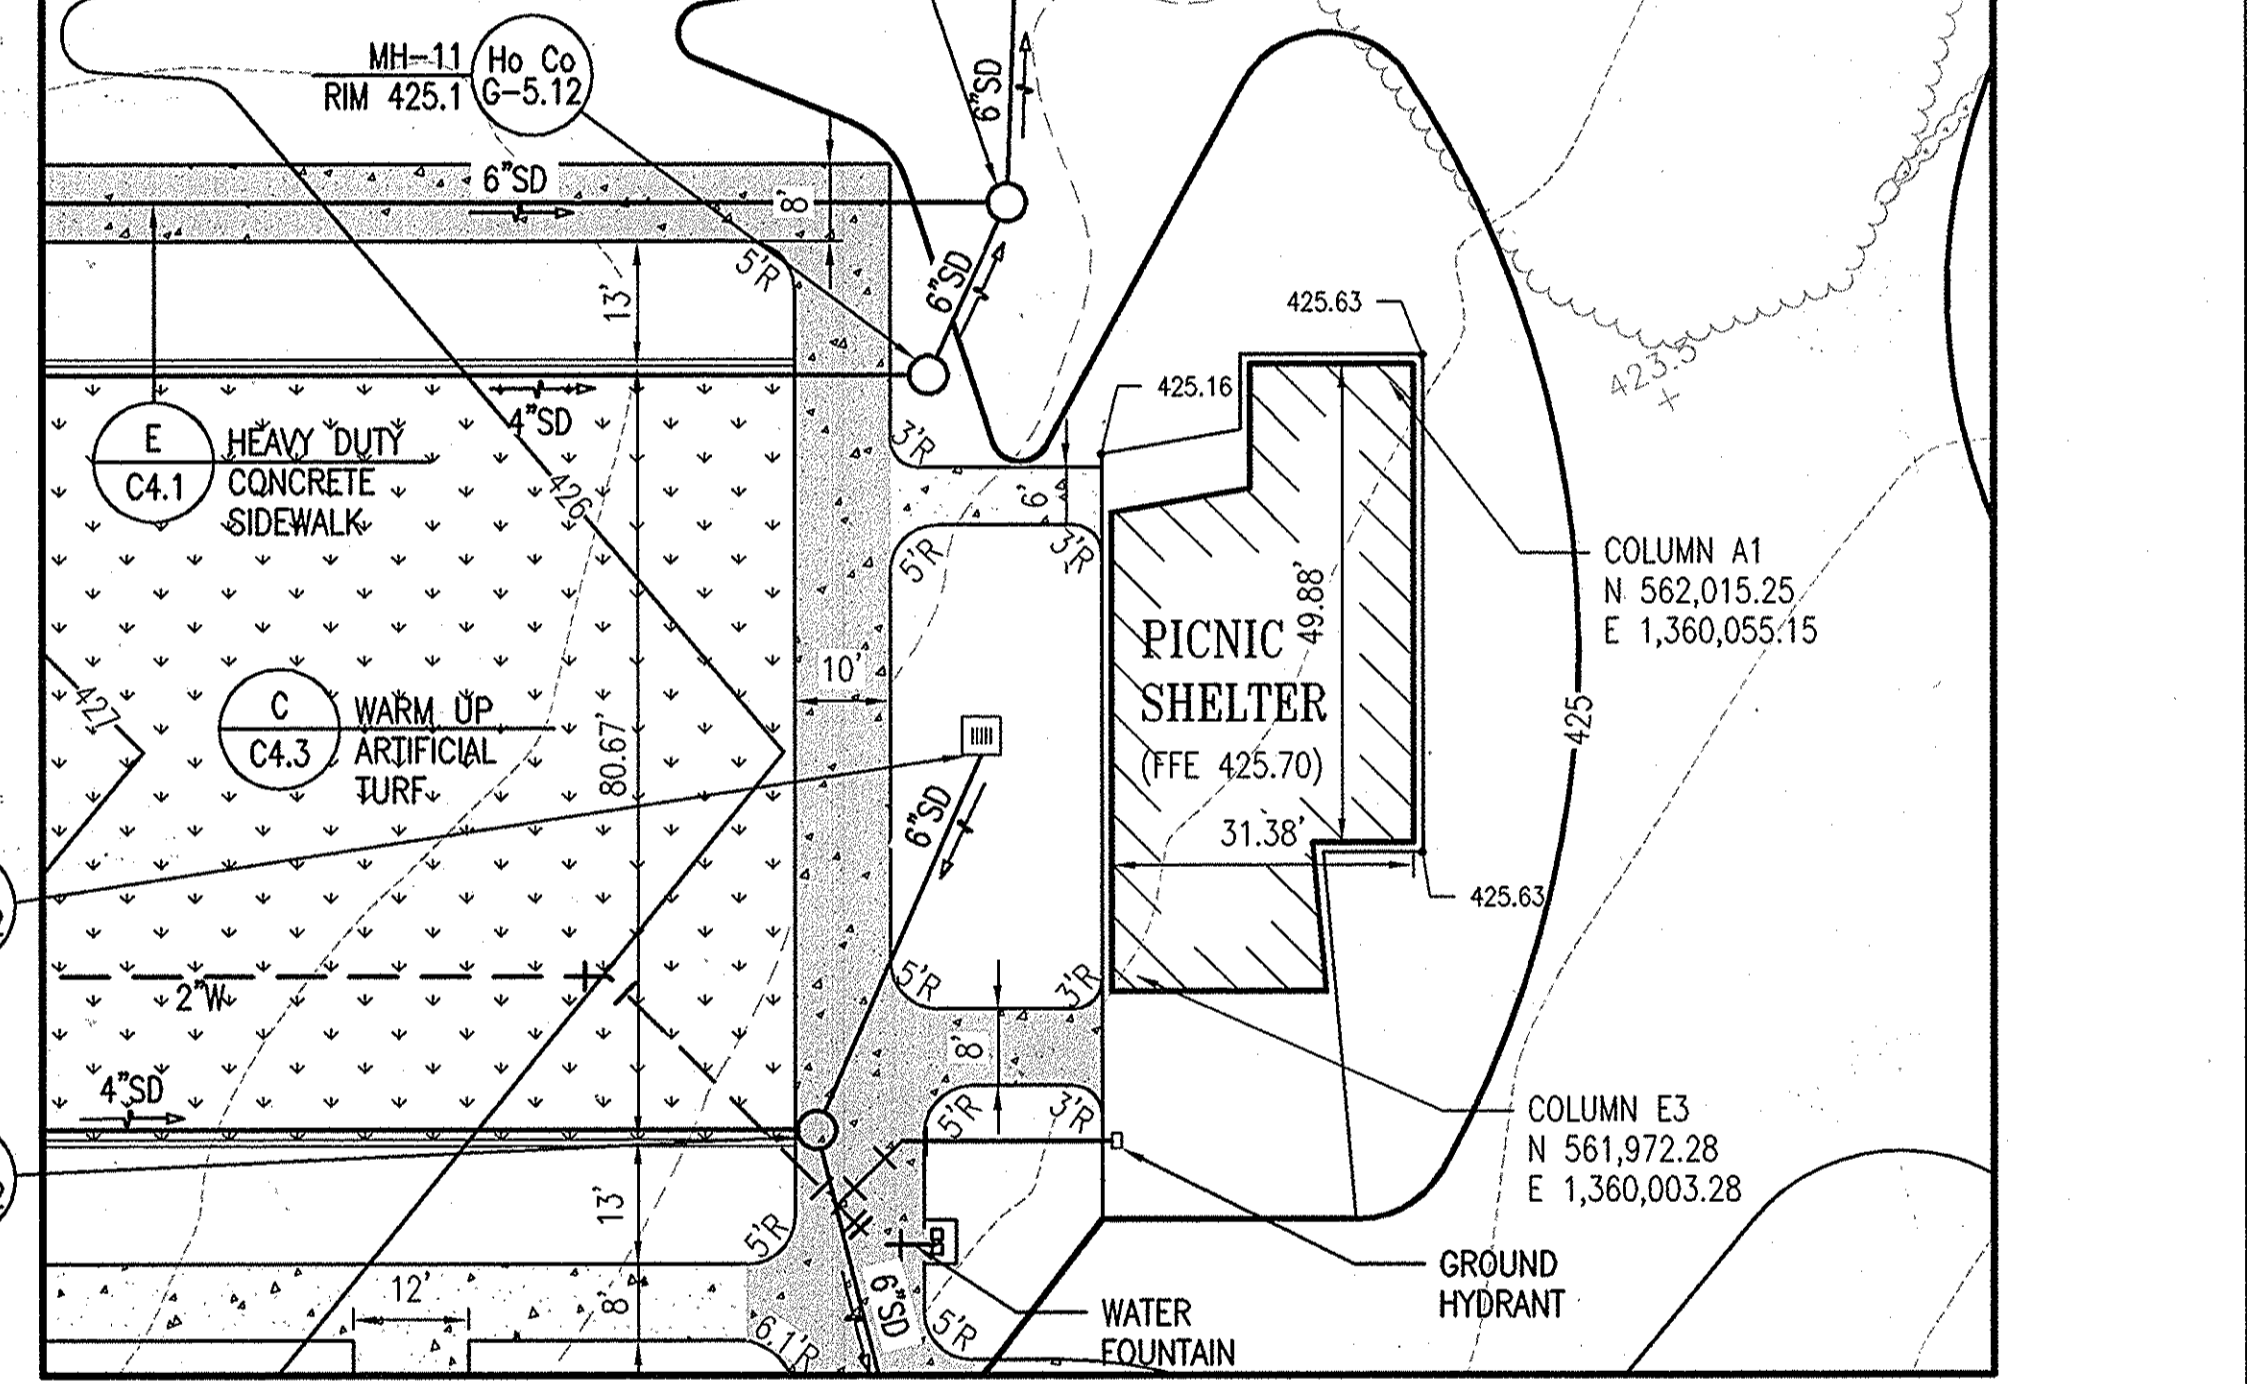 MH-11
RIM 425.1
Ho Co
G-5.12
6"SD
6"SD
8'
6"SD
5'R
13'
425.63
423.5
425.16
4"SD
3'R
E
C4.1
HEAVY DUTY
CONCRETE
SIDEWALK
426
6'
5'R
3'R
COLUMN A1
N 562,015.25
E 1,360,055.15
49.88'
PICNIC
SHELTER
(FFE 425.70)
31.38'
10'
427
C
C4.3
WARM UP
ARTIFICIAL
TURF
80.67'
425
6"SD
425.63
2"W
5'R
3'R
8'
4"SD
5'R
3'R
COLUMN E3
N 561,972.28
E 1,360,003.28
13'
5'R
GROUND
HYDRANT
12'
8'
6"SD
6.1'R
5'R
WATER
FOUNTAIN